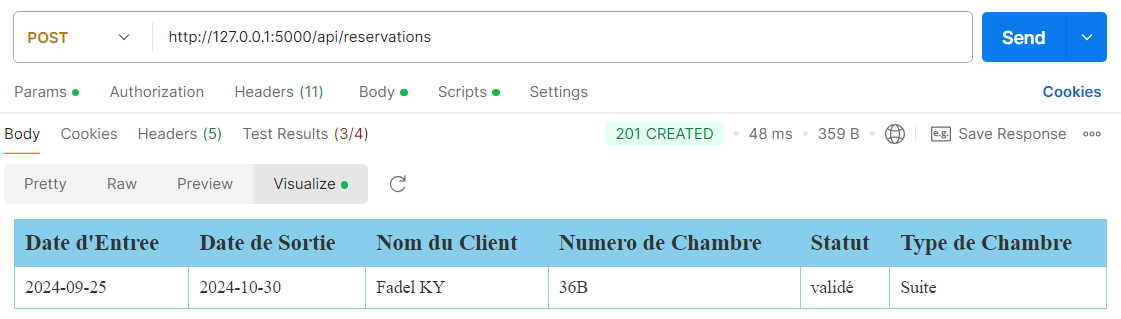 POST http://127.0.0.1:5000/api/reservations Send
Params Authorization Headers (11) Body Scripts Settings Cookies
Body Cookies Headers (5) Test Results (3/4) 201 CREATED 48 ms 359 B e.g. Save Response
Pretty Raw Preview Visualize
Date d'Entree Date de Sortie Nom du Client Numero de Chambre Statut Type de Chambre
2024-09-25 2024-10-30 Fadel KY 36B validé Suite